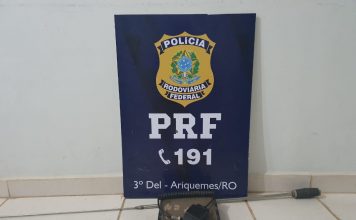 POLÍCIA
RODOVIÁRIA
FEDERAL
PRF
191
3º Del - Ariquemes/RO